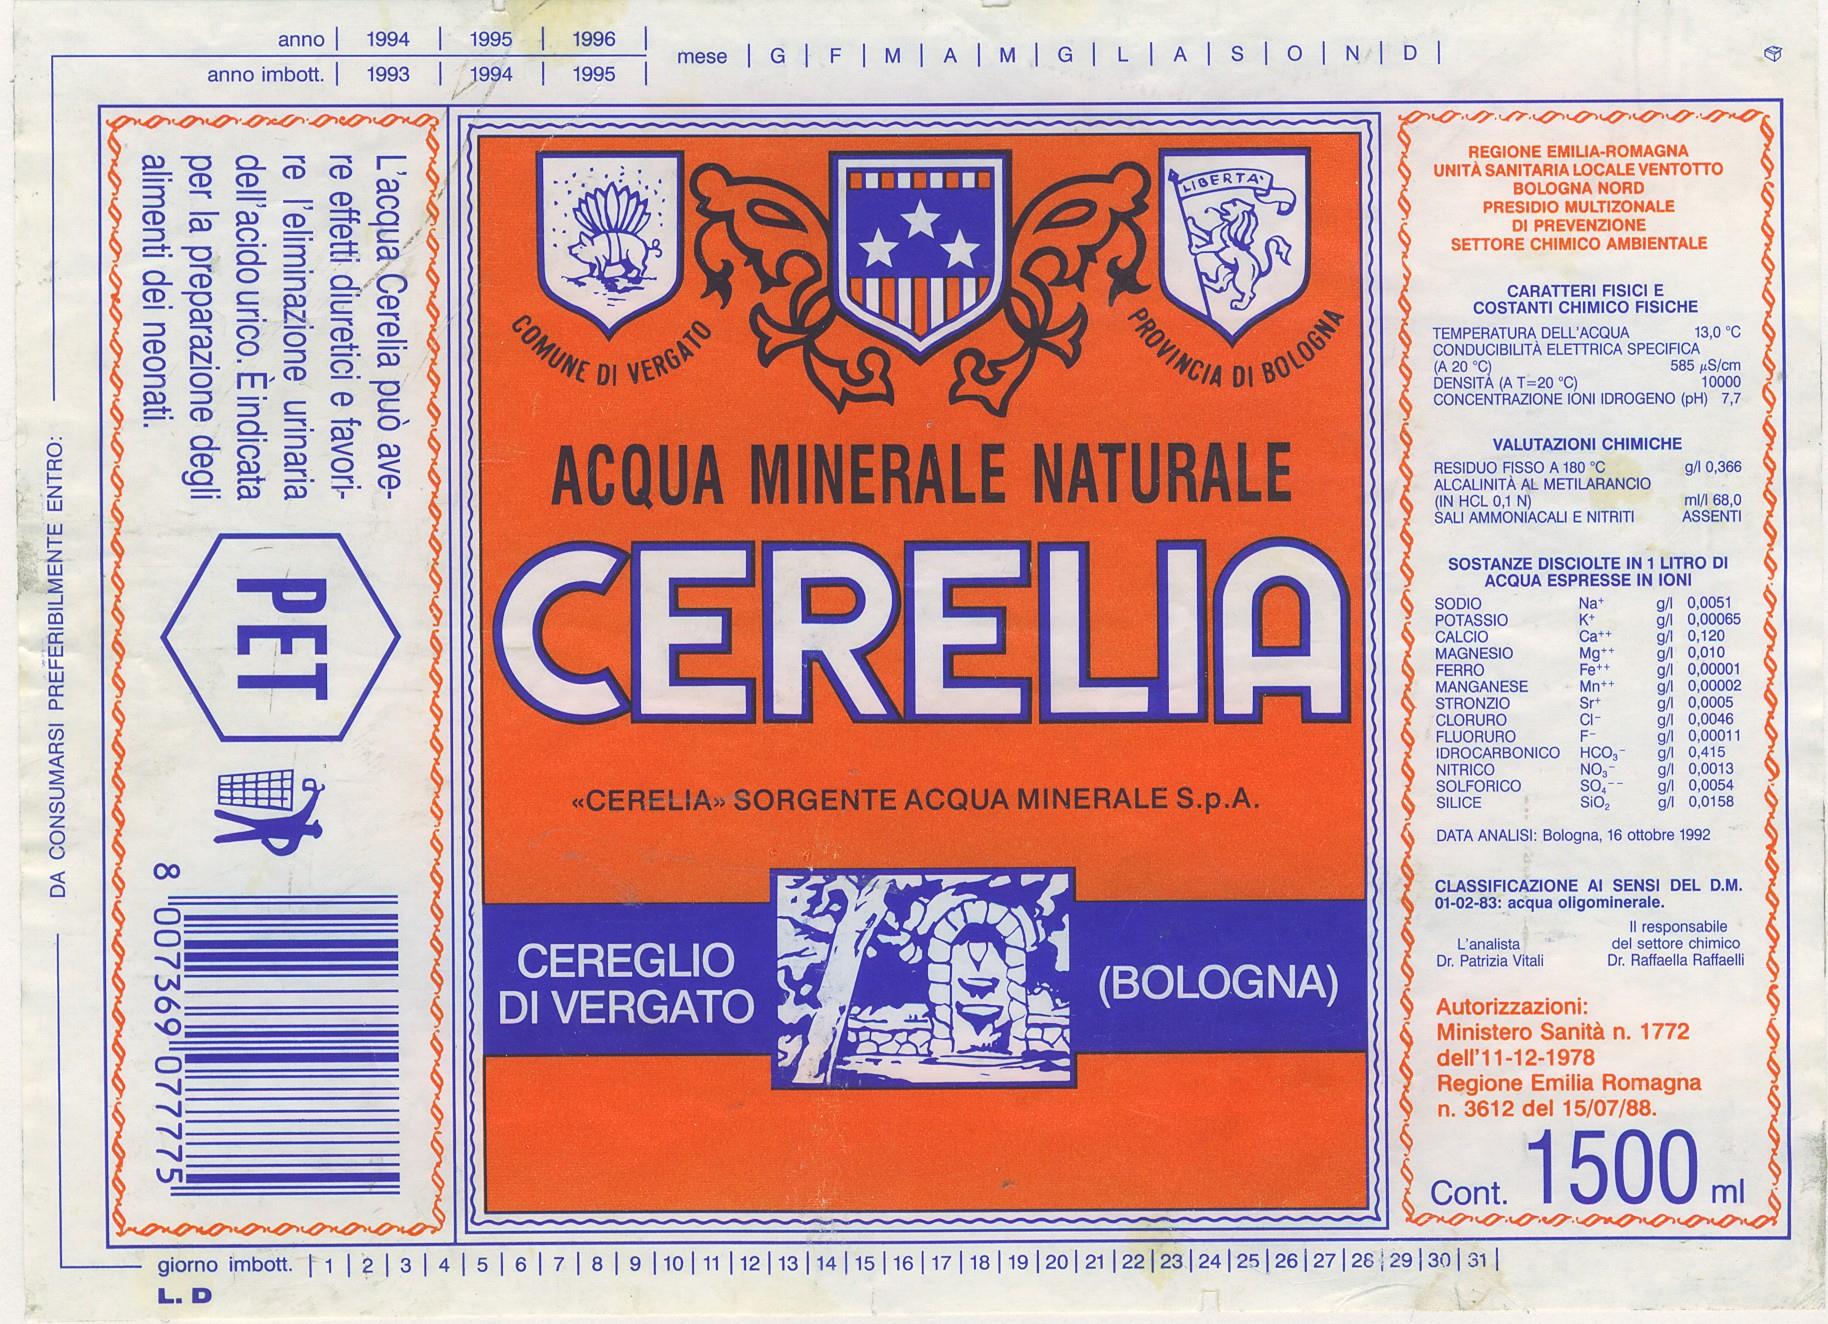 anno | 1994 | 1995 | 1996 |
anno imbott. | 1993 | 1994 | 1995 |
mese | G | F | M | A | M | G | L | A | S | O | N | D |
DA CONSUMARSI PREFERIBILMENTE ENTRO:
L'acqua Cerelia può ave-
re effetti diuretici e favori-
re l'eliminazione urinaria
dell'acido urico. È indicata
per la preparazione degli
alimenti dei neonati.
PET
8 007369 077775
LIBERTA'
COMUNE DI VERGATO
PROVINCIA DI BOLOGNA
ACQUA MINERALE NATURALE
CERELIA
«CERELIA» SORGENTE ACQUA MINERALE S.p.A.
CEREGLIO
DI VERGATO
(BOLOGNA)
REGIONE EMILIA-ROMAGNA
UNITÀ SANITARIA LOCALE VENTOTTO
BOLOGNA NORD
PRESIDIO MULTIZONALE
DI PREVENZIONE
SETTORE CHIMICO AMBIENTALE
CARATTERI FISICI E
COSTANTI CHIMICO FISICHE
TEMPERATURA DELL'ACQUA 13,0 °C
CONDUCIBILITÀ ELETTRICA SPECIFICA
(A 20 °C) 585 µS/cm
DENSITÀ (A T=20 °C) 10000
CONCENTRAZIONE IONI IDROGENO (pH) 7,7
VALUTAZIONI CHIMICHE
RESIDUO FISSO A 180 °C g/l 0,366
ALCALINITÀ AL METILARANCIO
(IN HCL 0,1 N) ml/l 68,0
SALI AMMONIACALI E NITRITI ASSENTI
SOSTANZE DISCIOLTE IN 1 LITRO DI
ACQUA ESPRESSE IN IONI
SODIO Na⁺ g/l 0,0051
POTASSIO K⁺ g/l 0,00065
CALCIO Ca⁺⁺ g/l 0,120
MAGNESIO Mg⁺⁺ g/l 0,010
FERRO Fe⁺⁺ g/l 0,00001
MANGANESE Mn⁺⁺ g/l 0,00002
STRONZIO Sr⁺ g/l 0,0005
CLORURO Cl⁻ g/l 0,0046
FLUORURO F⁻ g/l 0,00011
IDROCARBONICO HCO₃⁻ g/l 0,415
NITRICO NO₃⁻ g/l 0,0013
SOLFORICO SO₄⁻⁻ g/l 0,0054
SILICE SiO₂ g/l 0,0158
DATA ANALISI: Bologna, 16 ottobre 1992
CLASSIFICAZIONE AI SENSI DEL D.M.
01-02-83: acqua oligominerale.
L'analista
Dr. Patrizia Vitali
Il responsabile
del settore chimico
Dr. Raffaella Raffaelli
Autorizzazioni:
Ministero Sanità n. 1772
dell'11-12-1978
Regione Emilia Romagna
n. 3612 del 15/07/88.
Cont. 1500 ml
giorno imbott. | 1 | 2 | 3 | 4 | 5 | 6 | 7 | 8 | 9 | 10 | 11 | 12 | 13 | 14 | 15 | 16 | 17 | 18 | 19 | 20 | 21 | 22 | 23 | 24 | 25 | 26 | 27 | 28 | 29 | 30 | 31 |
L. D